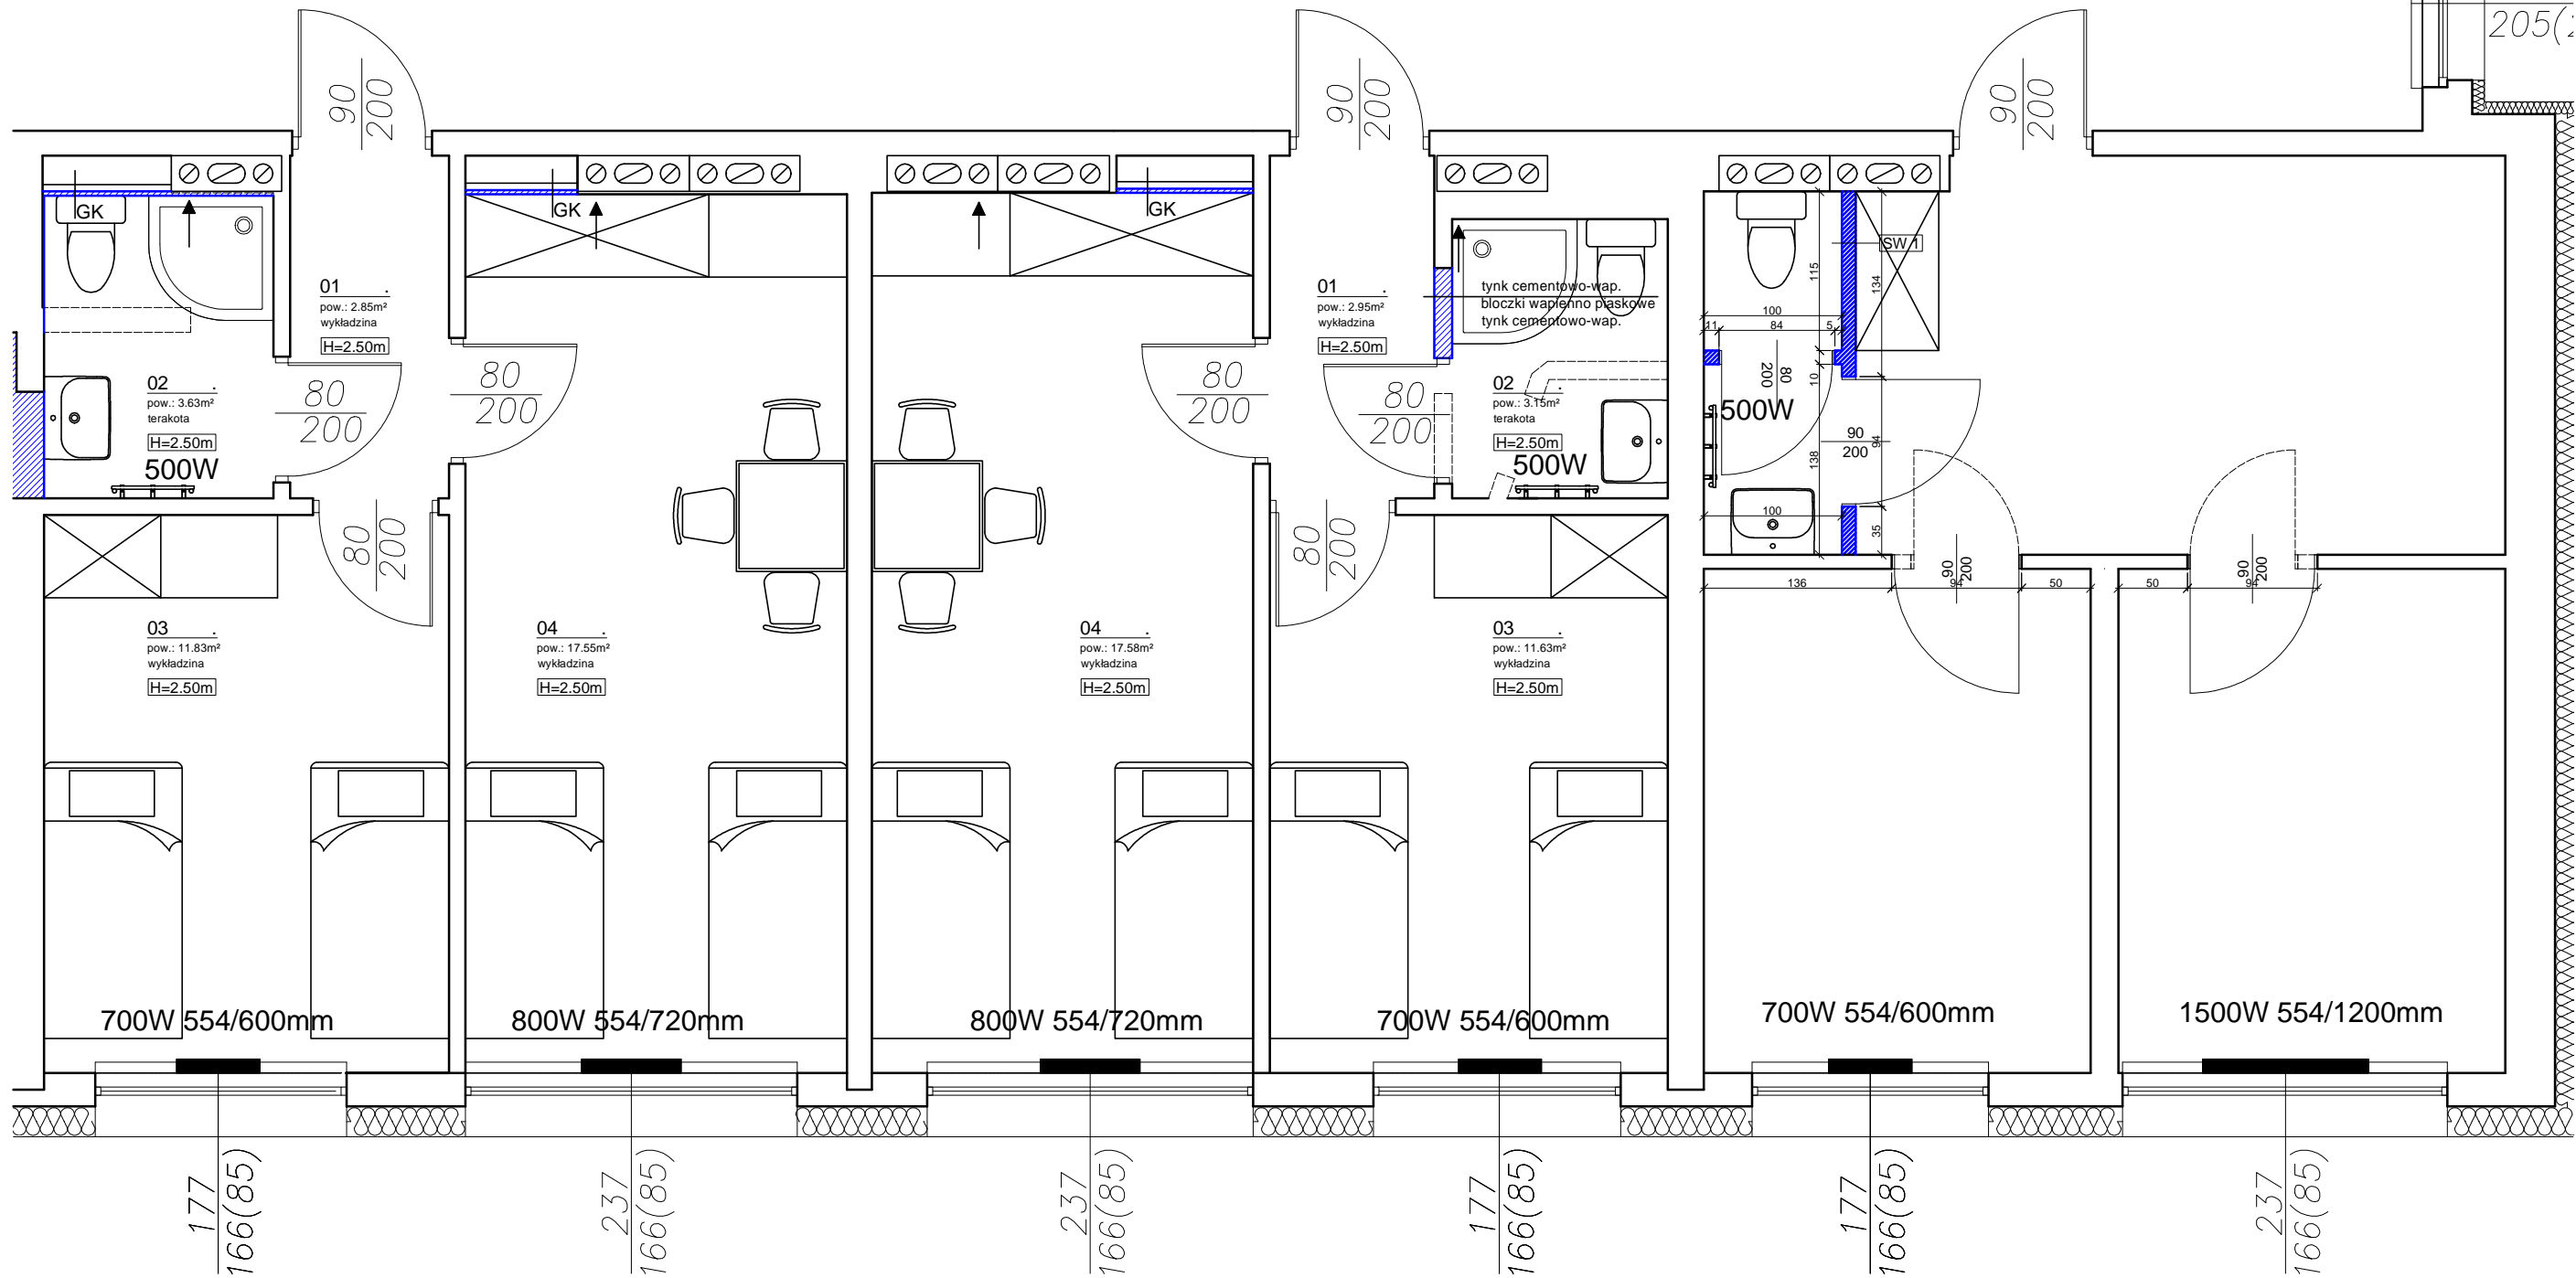 205(
90
200
90
200
90
200
GK
GK
GK
SW 1
01 .
pow.: 2.85m²
wykładzina
H=2.50m
01 .
pow.: 2.95m²
wykładzina
H=2.50m
tynk cementowo-wap.
bloczki wapienno piaskowe
tynk cementowo-wap.
115
134
100
11
84
5
10
80
200
02 .
pow.: 3.63m²
terakota
H=2.50m
500W
80
200
80
200
80
200
80
200
02 .
pow.: 3.15m²
terakota
H=2.50m
500W
500W
90
200
94
138
100
35
80
200
80
200
90
200
90
200
136
94
50
50
94
03 .
pow.: 11.83m²
wykładzina
H=2.50m
04 .
pow.: 17.55m²
wykładzina
H=2.50m
04 .
pow.: 17.58m²
wykładzina
H=2.50m
03 .
pow.: 11.63m²
wykładzina
H=2.50m
700W 554/600mm
800W 554/720mm
800W 554/720mm
700W 554/600mm
700W 554/600mm
1500W 554/1200mm
177
166(85)
237
166(85)
237
166(85)
177
166(85)
177
166(85)
237
166(85)